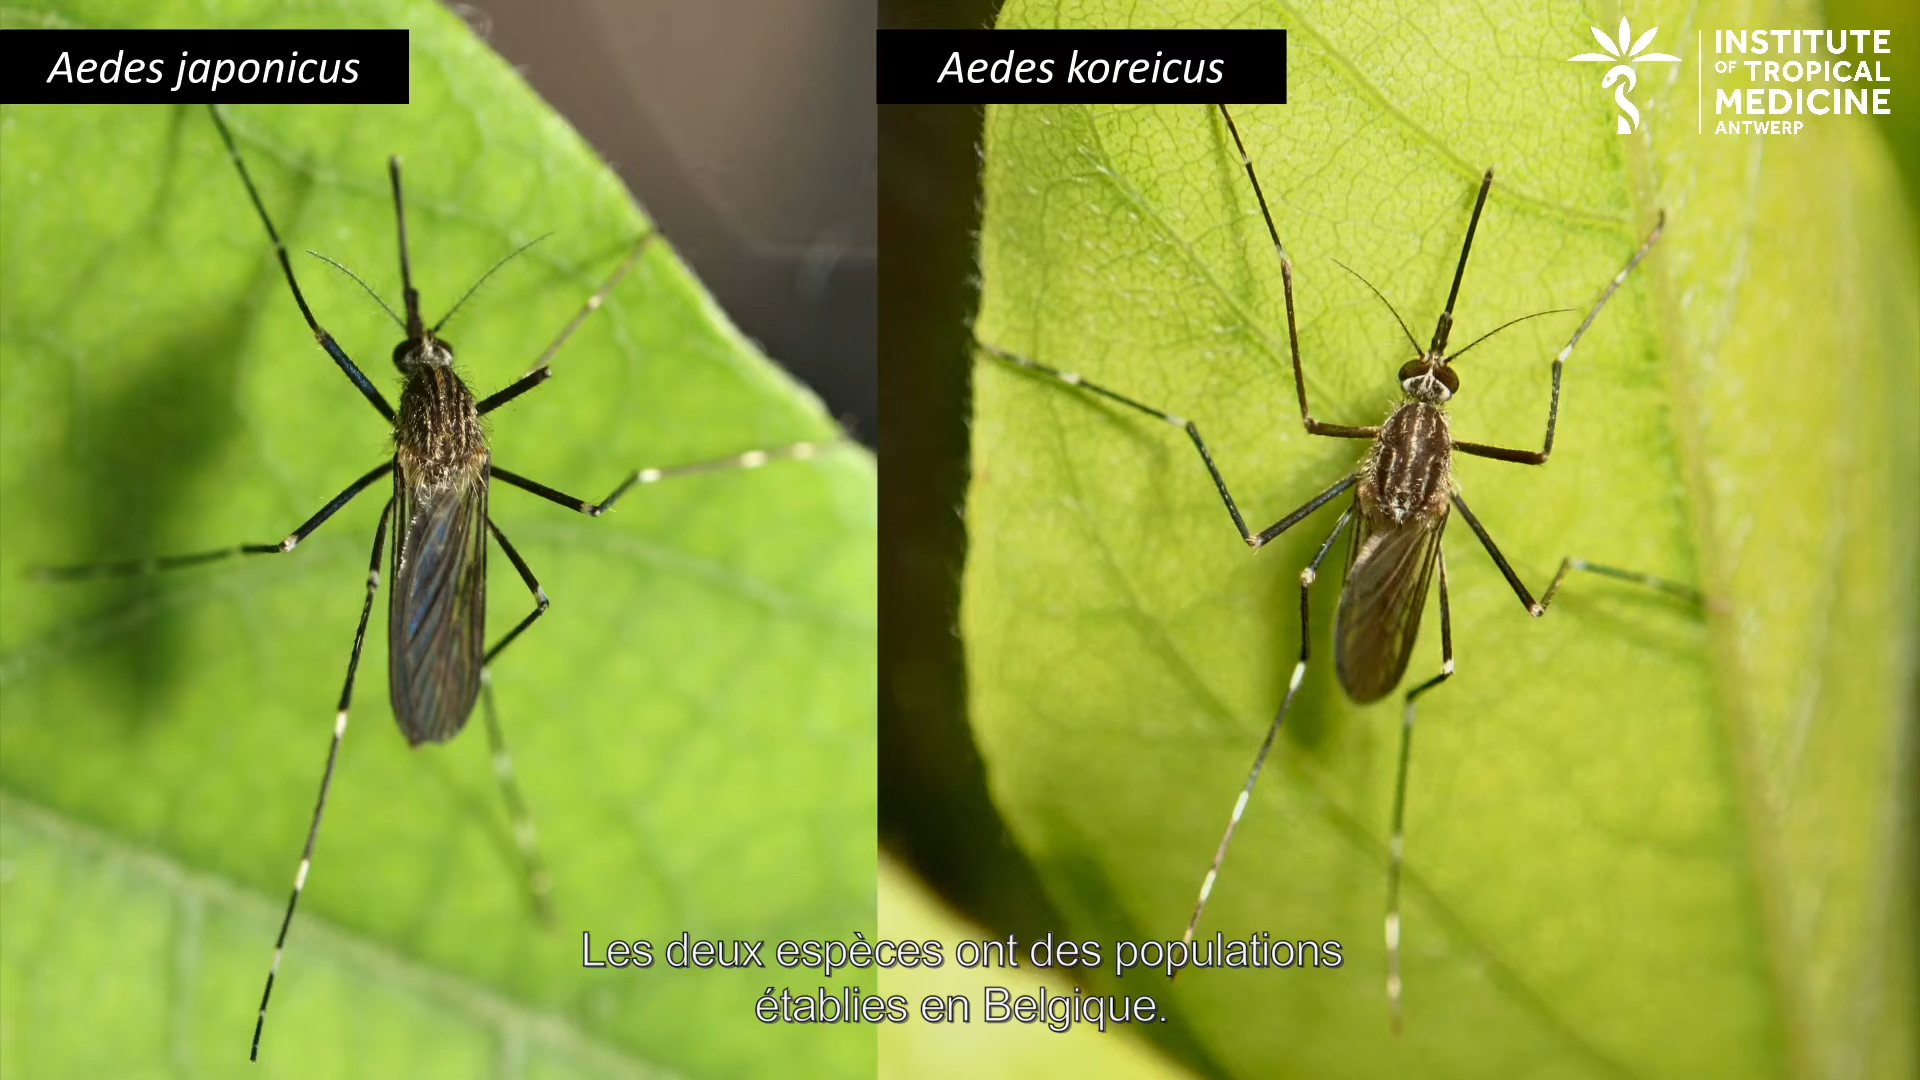 Aedes japonicus
Aedes koreicus
INSTITUTE
OF TROPICAL
MEDICINE
ANTWERP
Les deux espèces ont des populations
établies en Belgique.